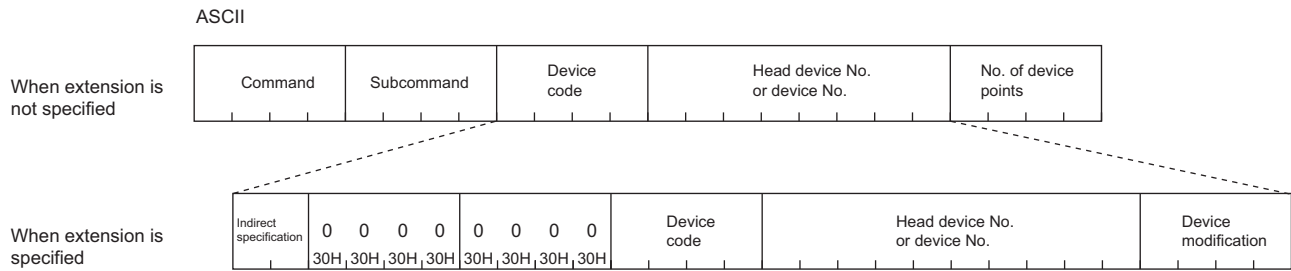 ASCII
When extension is
not specified
Command
Subcommand
Device
code
Head device No.
or device No.
No. of device
points
When extension is
specified
Indirect
specification
0 0 0 0 0 0 0 0
30H 30H 30H 30H 30H 30H 30H 30H
Device
code
Head device No.
or device No.
Device
modification